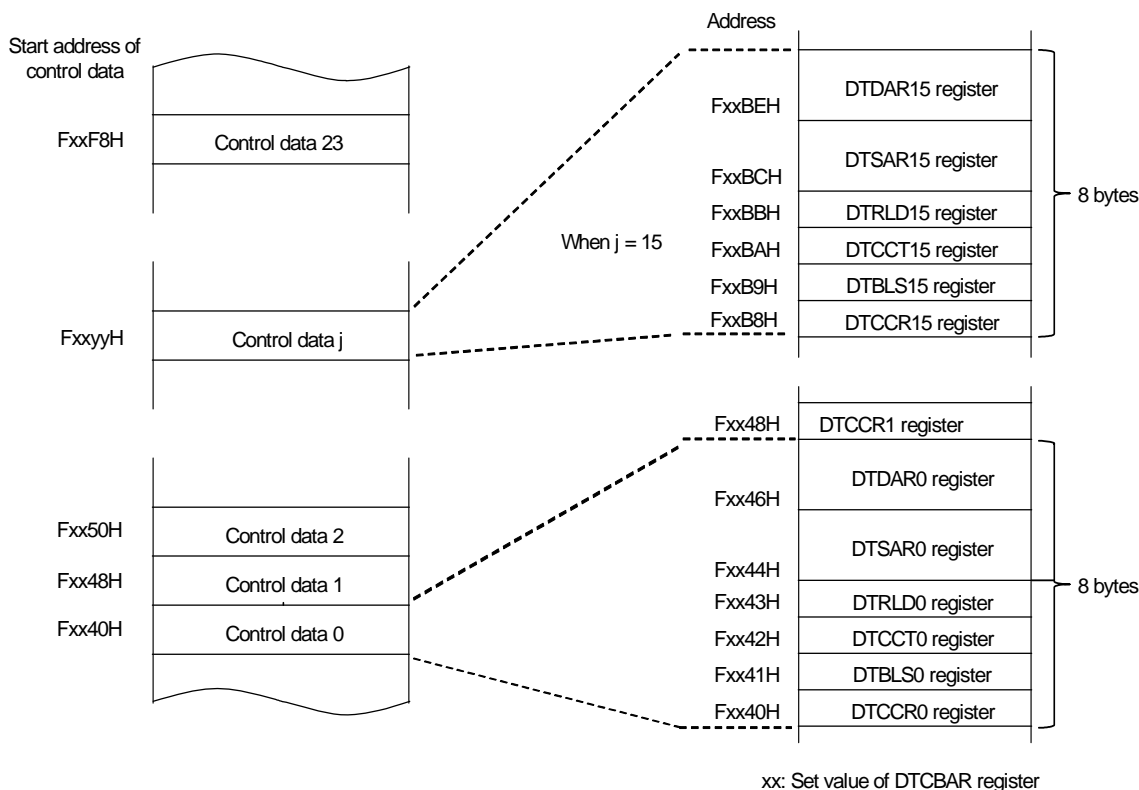 Start address of
control data
FxxF8H
Control data 23
FxxyyH
Control data j
Fxx50H
Control data 2
Fxx48H
Control data 1
Fxx40H
Control data 0
When j = 15
Address
DTDAR15 register
FxxBEH
DTSAR15 register
FxxBCH
FxxBBH
DTRLD15 register
FxxBAH
DTCCT15 register
FxxB9H
DTBLS15 register
FxxB8H
DTCCR15 register
8 bytes
Fxx48H
DTCCR1 register
DTDAR0 register
Fxx46H
DTSAR0 register
Fxx44H
Fxx43H
DTRLD0 register
Fxx42H
DTCCT0 register
Fxx41H
DTBLS0 register
Fxx40H
DTCCR0 register
8 bytes
xx: Set value of DTCBAR register